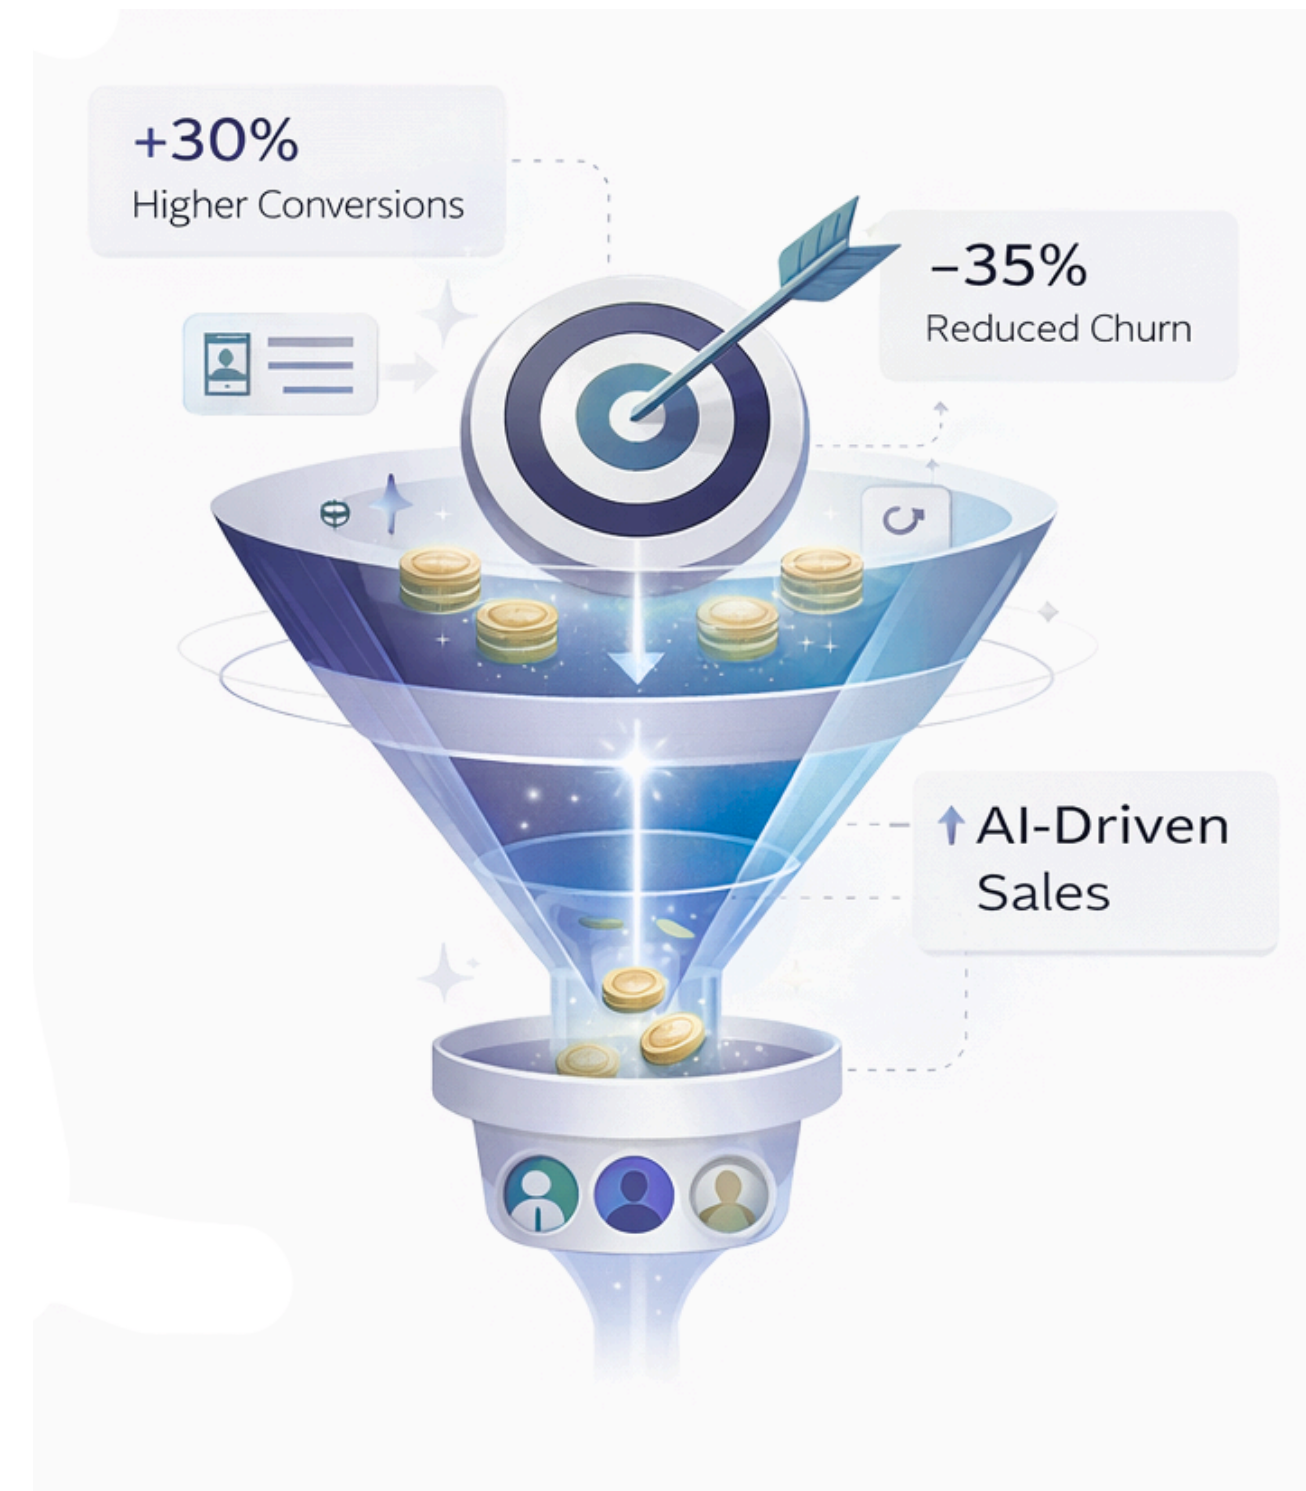 +30%
Higher Conversions
–35%
Reduced Churn
AI-Driven
Sales